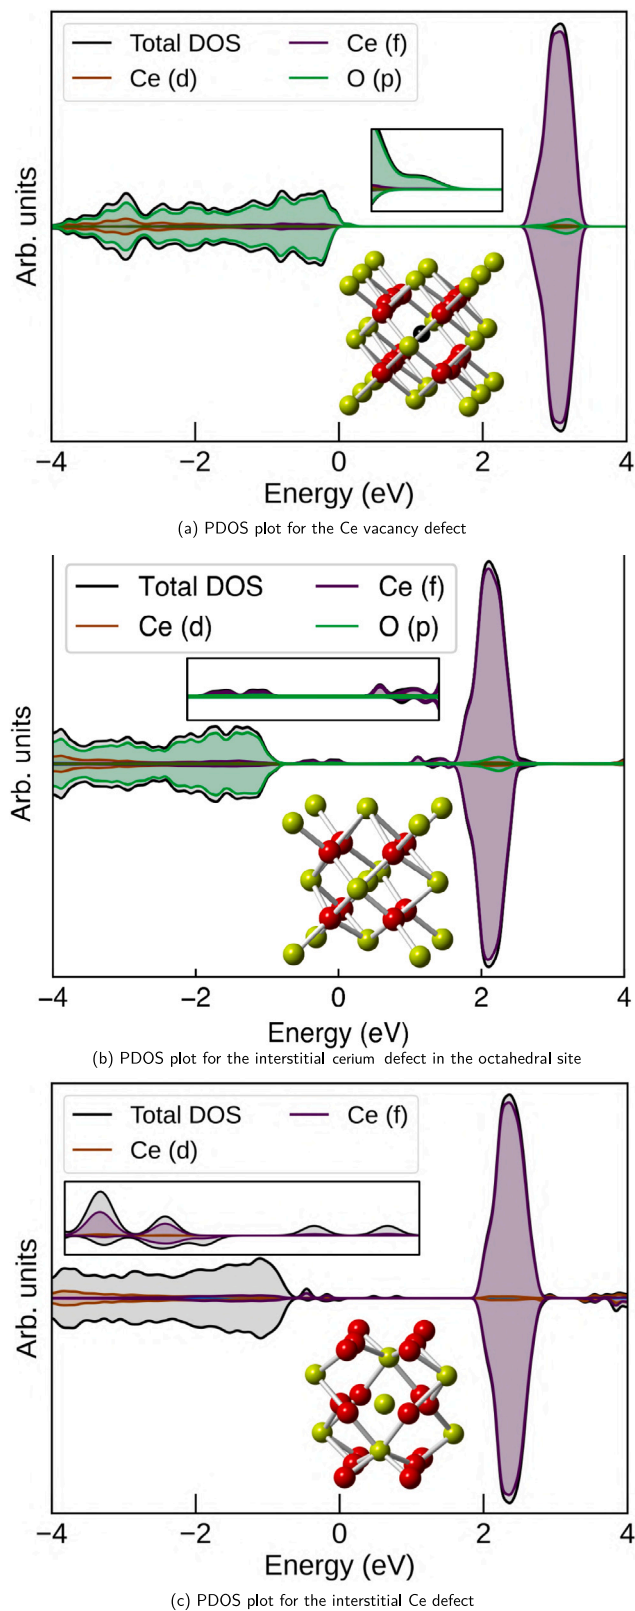 Total DOS Ce (f)
Ce (d) O (p)
Arb. units
−4 −2 0 2 4
Energy (eV)
(a) PDOS plot for the Ce vacancy defect
Total DOS Ce (f)
Ce (d) O (p)
Arb. units
−4 −2 0 2 4
Energy (eV)
(b) PDOS plot for the interstitial cerium defect in the octahedral site
Total DOS Ce (f)
Ce (d)
Arb. units
−4 −2 0 2 4
Energy (eV)
(c) PDOS plot for the interstitial Ce defect